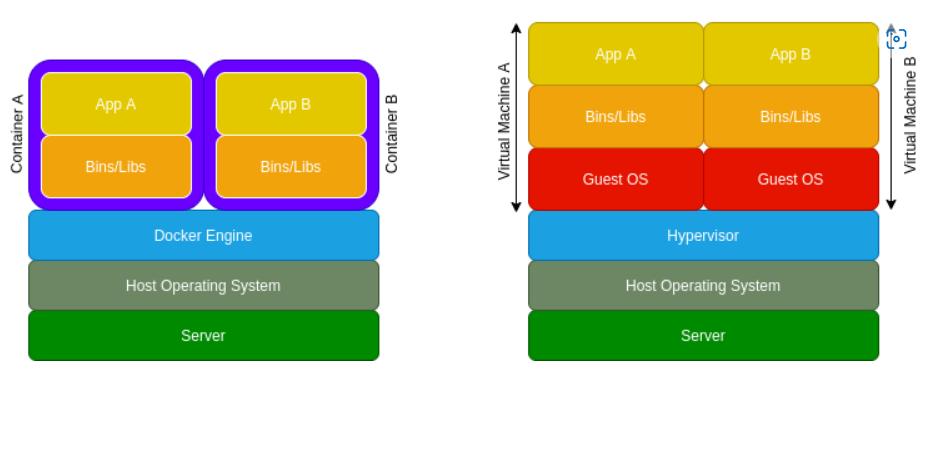 Container A
App A
App B
Bins/Libs
Bins/Libs
Container B
Docker Engine
Host Operating System
Server
Virtual Machine A
App A
App B
Bins/Libs
Bins/Libs
Guest OS
Guest OS
Virtual Machine B
Hypervisor
Host Operating System
Server